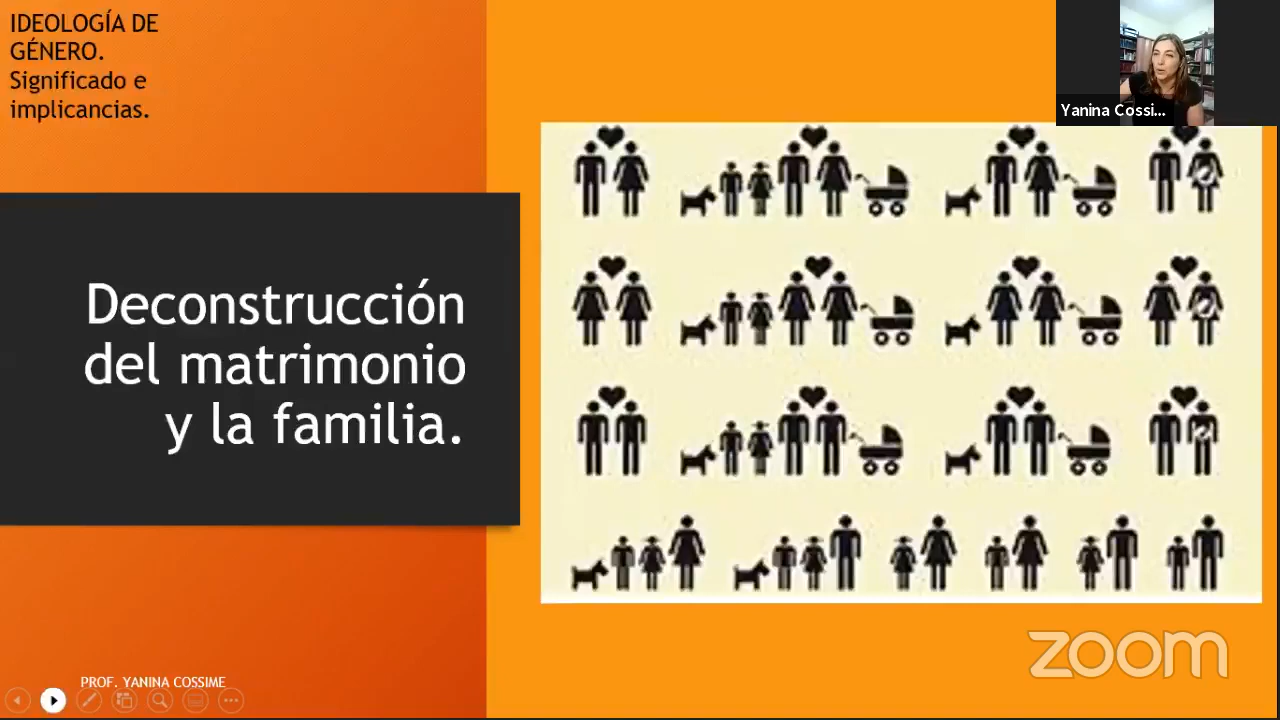 IDEOLOGÍA DE
GÉNERO.
Significado e
implicancias.
Yanina Cossi...
Deconstrucción
del matrimonio
y la familia.
PROF. YANINA COSSIME
zoom